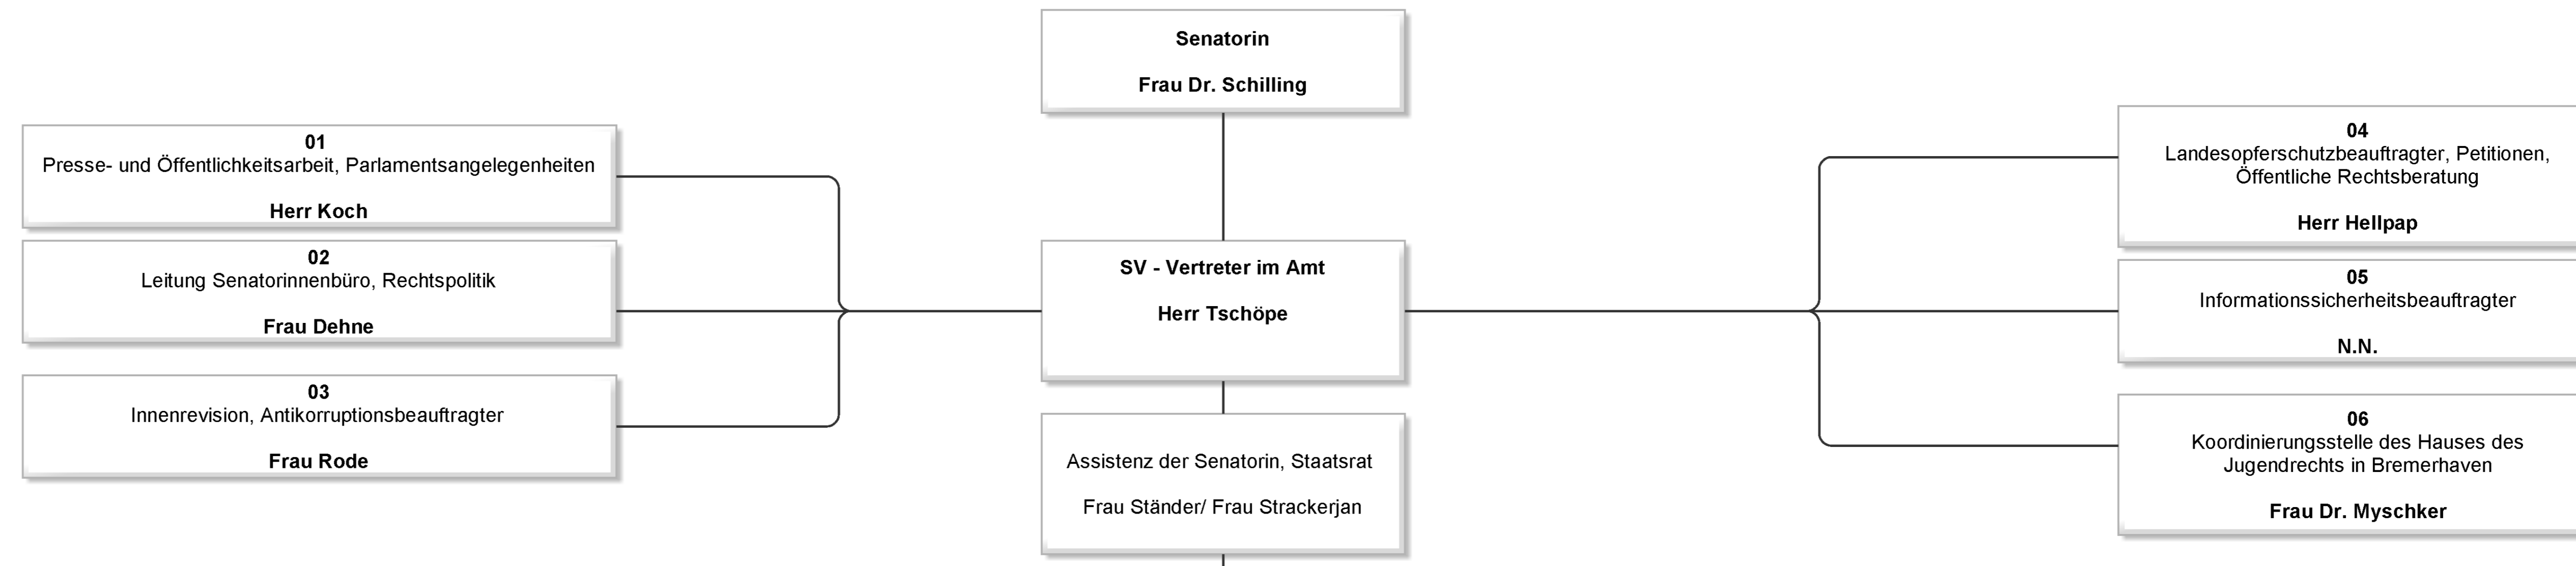 Senatorin
Frau Dr. Schilling
01
Presse- und Öffentlichkeitsarbeit, Parlamentsangelegenheiten
Herr Koch
02
Leitung Senatorinnenbüro, Rechtspolitik
Frau Dehne
03
Innenrevision, Antikorruptionsbeauftragter
Frau Rode
SV - Vertreter im Amt
Herr Tschöpe
Assistenz der Senatorin, Staatsrat
Frau Ständer/ Frau Strackerjan
04
Landesopferschutzbeauftragter, Petitionen,
Öffentliche Rechtsberatung
Herr Hellpap
05
Informationssicherheitsbeauftragter
N.N.
06
Koordinierungsstelle des Hauses des
Jugendrechts in Bremerhaven
Frau Dr. Myschker